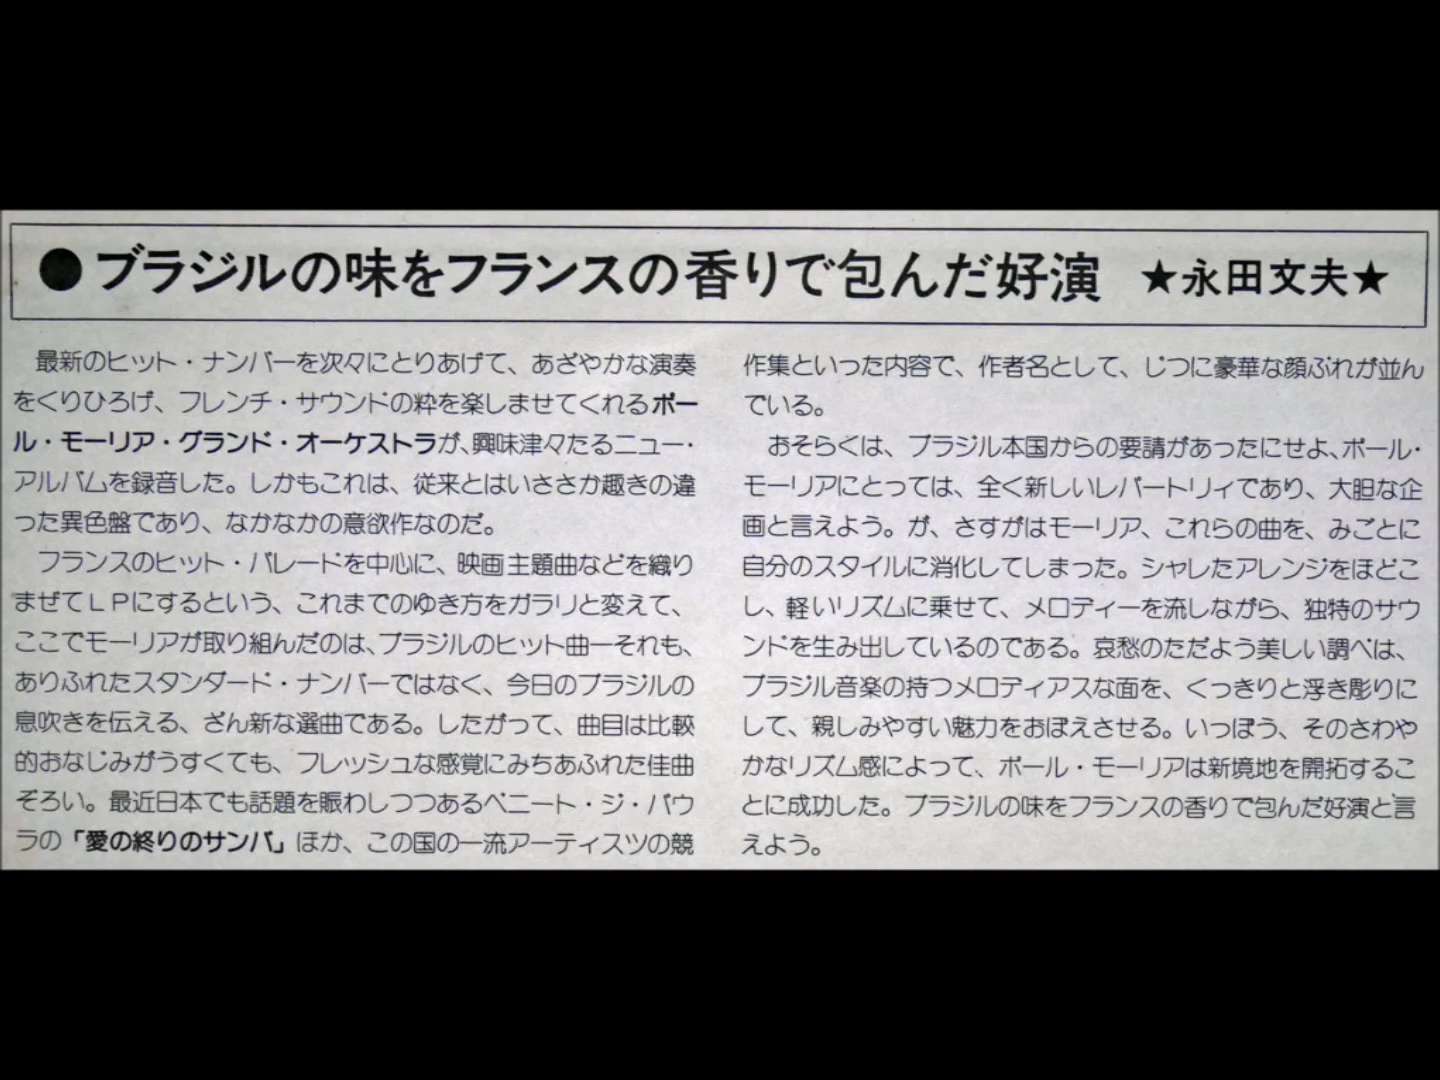 ●ブラジルの味をフランスの香りで包んだ好演 ★永田文夫★
最新のヒット・ナンバーを次々にとりあげて、あざやかな演奏
をくりひろげ、フレンチ・サウンドの粋を楽しませてくれるポー
ル・モーリア・グランド・オーケストラが、興味津々たるニュー・
アルバムを録音した。しかもこれは、従来とはいささか趣きの違
った異色盤であり、なかなかの意欲作なのだ。
フランスのヒット・パレードを中心に、映画主題曲などを織り
まぜてLPにするという、これまでのゆき方をガラリと変えて、
ここでモーリアが取り組んだのは、ブラジルのヒット曲―それも、
ありふれたスタンダード・ナンバーではなく、今日のブラジルの
息吹きを伝える、ざん新な選曲である。したがって、曲目は比較
的おなじみがうすくても、フレッシュな感覚にみちあふれた佳曲
ぞろい。最近日本でも話題を賑わしつつあるベニート・ジ・パウ
ラの「愛の終りのサンバ」ほか、この国の一流アーティスツの競
作集といった内容で、作者名として、じつに豪華な顔ぶれが並ん
でいる。
おそらくは、ブラジル本国からの要請があったにせよ、ポール・
モーリアにとっては、全く新しいレパートリィであり、大胆な企
画と言えよう。が、さすがはモーリア、これらの曲を、みごとに
自分のスタイルに消化してしまった。シャレたアレンジをほどこ
し、軽いリズムに乗せて、メロディーを流しながら、独特のサウ
ンドを生み出しているのである。哀愁のただよう美しい調べは、
ブラジル音楽の持つメロディアスな面を、くっきりと浮き彫りに
して、親しみやすい魅力をおぼえさせる。いっぽう、そのさわや
かなリズム感によって、ポール・モーリアは新境地を開拓するこ
とに成功した。ブラジルの味をフランスの香りで包んだ好演と言
えよう。